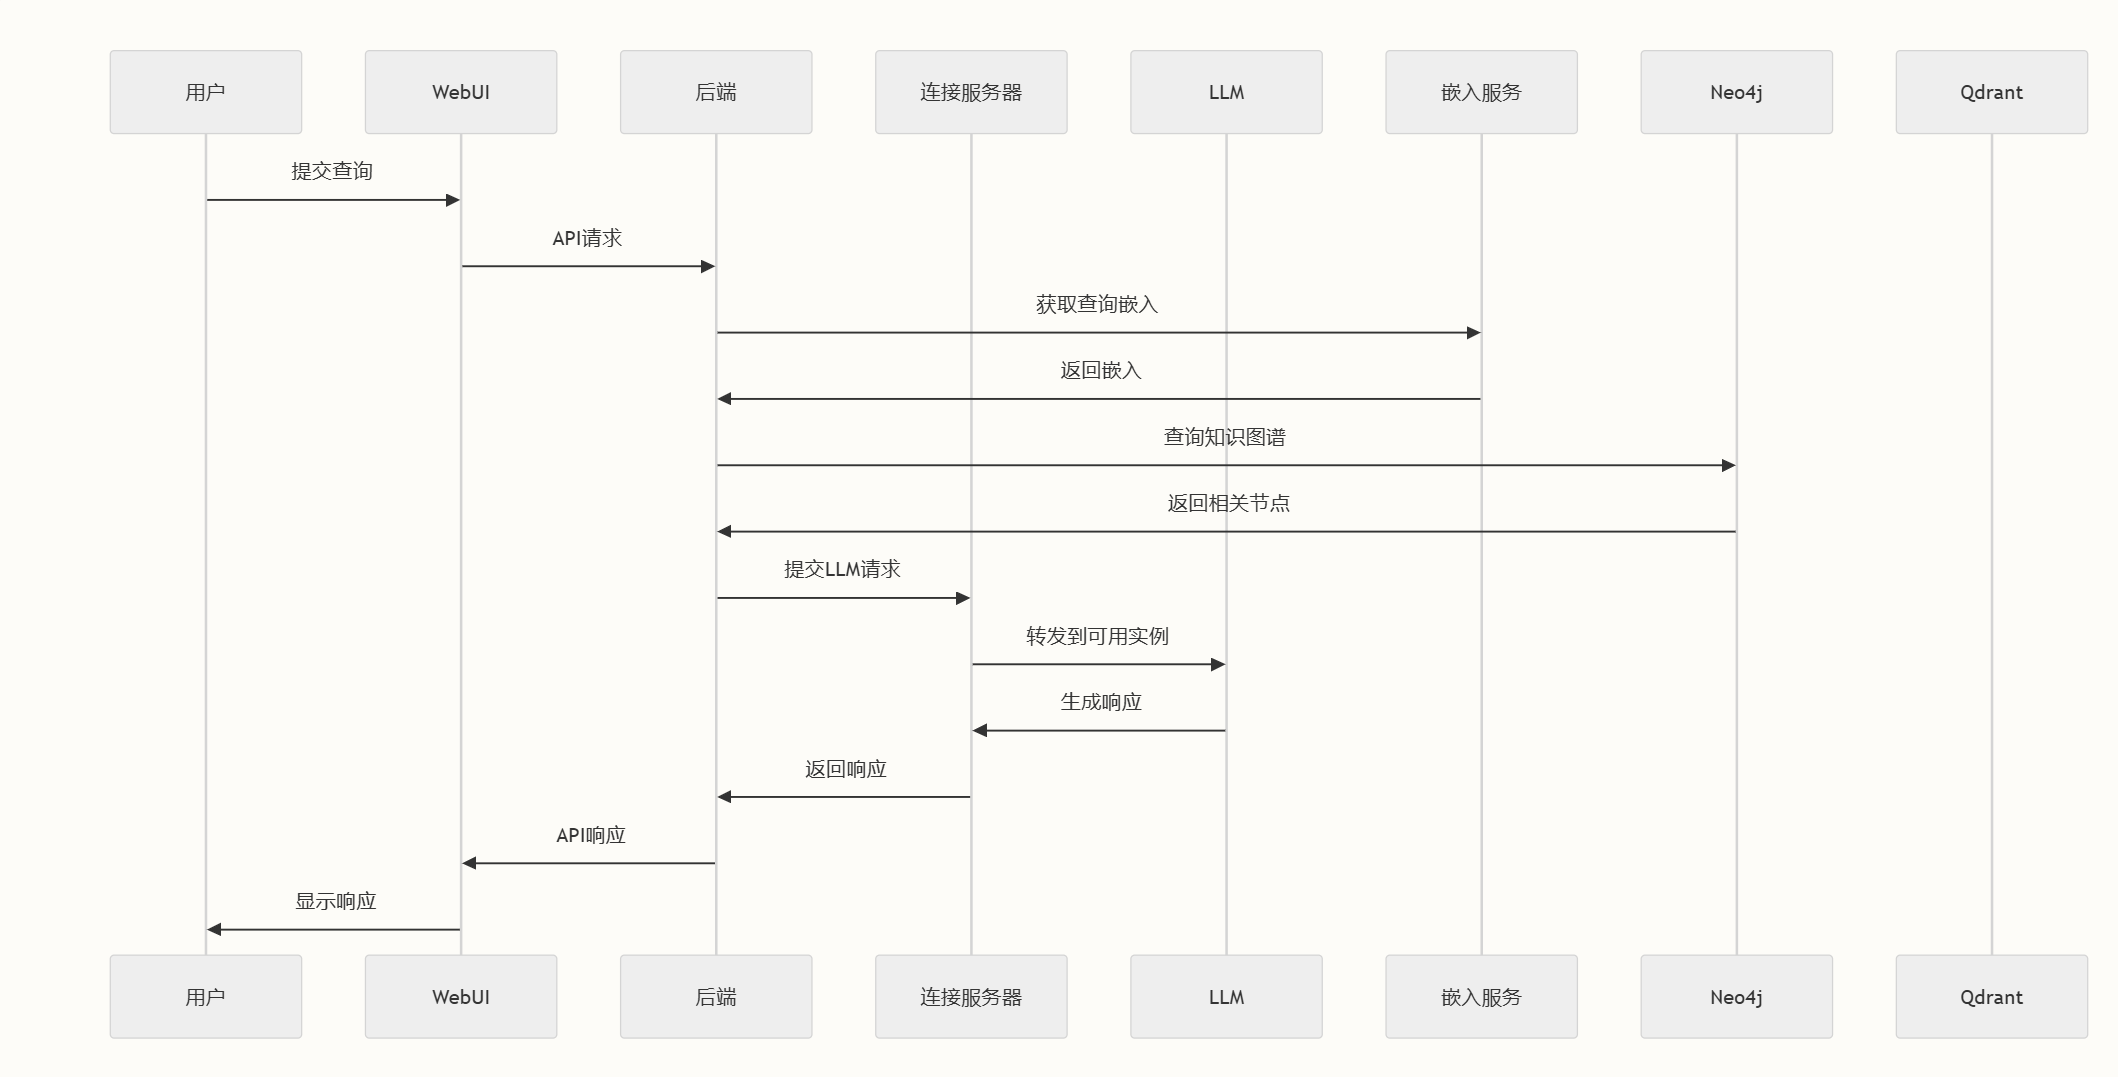 用户
WebUI
后端
连接服务器
LLM
嵌入服务
Neo4j
Qdrant
提交查询
API请求
获取查询嵌入
返回嵌入
查询知识图谱
返回相关节点
提交LLM请求
转发到可用实例
生成响应
返回响应
API响应
显示响应
用户
WebUI
后端
连接服务器
LLM
嵌入服务
Neo4j
Qdrant